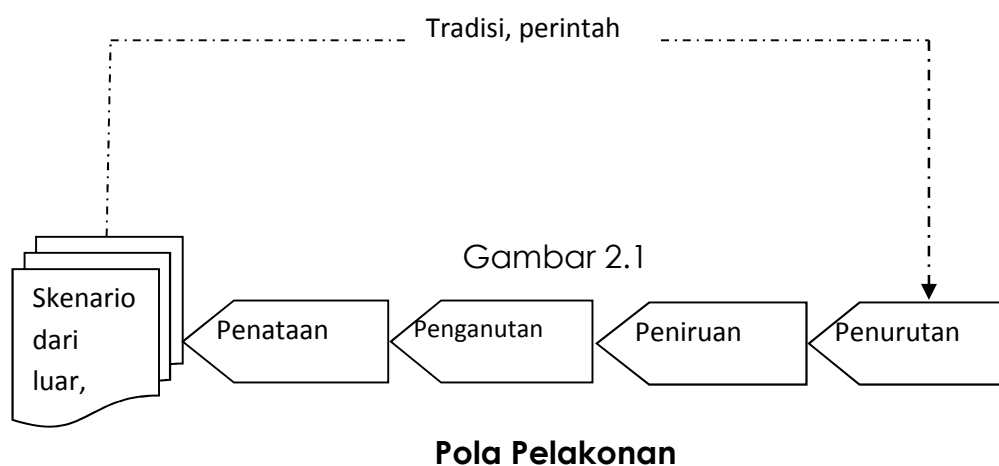 Tradisi, perintah
Gambar 2.1
Skenario
dari
luar,
Penataan
Penganutan
Peniruan
Penurutan
Pola Pelakonan